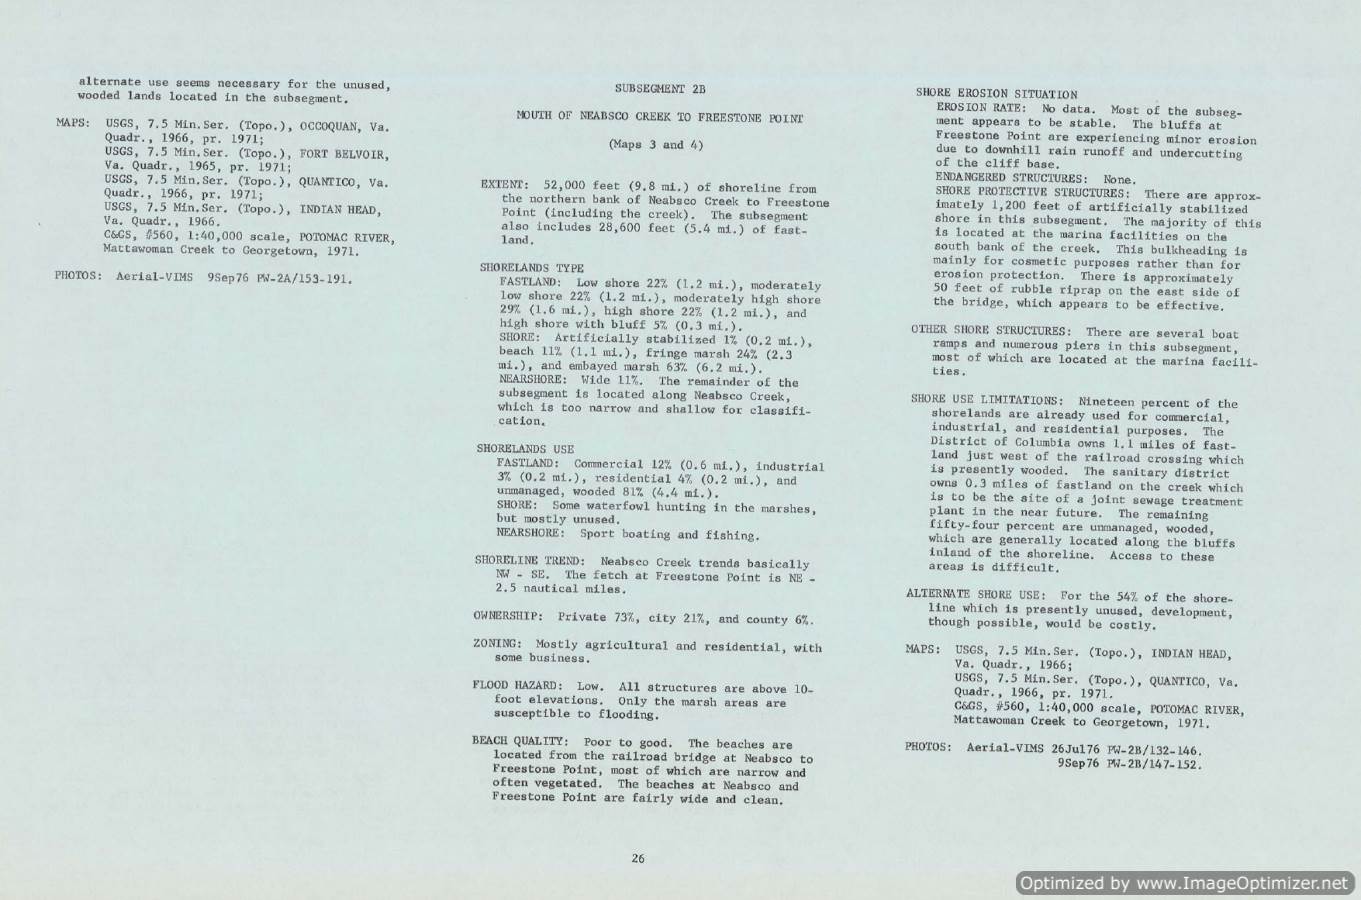 alternate use seems necessary for the unused,
wooded lands located in the subsegment.
MAPS: USGS, 7.5 Min.Ser. (Topo.), OCCOQUAN, Va.
Quadr., 1966, pr. 1971;
USGS, 7.5 Min.Ser. (Topo.), FORT BELVOIR,
Va. Quadr., 1965, pr. 1971;
USGS, 7.5 Min.Ser. (Topo.), QUANTICO, Va.
Quadr., 1966, pr. 1971;
USGS, 7.5 Min.Ser. (Topo.), INDIAN HEAD,
Va. Quadr., 1966.
C&GS, #560, 1:40,000 scale, POTOMAC RIVER,
Mattawoman Creek to Georgetown, 1971.
PHOTOS: Aerial-VIMS 9Sep76 PW-2A/153-191.
SUBSEGMENT 2B
MOUTH OF NEABSCO CREEK TO FREESTONE POINT
(Maps 3 and 4)
EXTENT: 52,000 feet (9.8 mi.) of shoreline from
the northern bank of Neabsco Creek to Freestone
Point (including the creek). The subsegment
also includes 28,600 feet (5.4 mi.) of fast-
land.
SHORELANDS TYPE
FASTLAND: Low shore 22% (1.2 mi.), moderately
low shore 22% (1.2 mi.), moderately high shore
29% (1.6 mi.), high shore 22% (1.2 mi.), and
high shore with bluff 5% (0.3 mi.).
SHORE: Artificially stabilized 1% (0.2 mi.),
beach 11% (1.1 mi.), fringe marsh 24% (2.3
mi.), and embayed marsh 63% (6.2 mi.).
NEARSHORE: Wide 11%. The remainder of the
subsegment is located along Neabsco Creek,
which is too narrow and shallow for classifi-
cation.
SHORELANDS USE
FASTLAND: Commercial 12% (0.6 mi.), industrial
3% (0.2 mi.), residential 4% (0.2 mi.), and
unmanaged, wooded 81% (4.4 mi.).
SHORE: Some waterfowl hunting in the marshes,
but mostly unused.
NEARSHORE: Sport boating and fishing.
SHORELINE TREND: Neabsco Creek trends basically
NW - SE. The fetch at Freestone Point is NE -
2.5 nautical miles.
OWNERSHIP: Private 73%, city 21%, and county 6%.
ZONING: Mostly agricultural and residential, with
some business.
FLOOD HAZARD: Low. All structures are above 10-
foot elevations. Only the marsh areas are
susceptible to flooding.
BEACH QUALITY: Poor to good. The beaches are
located from the railroad bridge at Neabsco to
Freestone Point, most of which are narrow and
often vegetated. The beaches at Neabsco and
Freestone Point are fairly wide and clean.
SHORE EROSION SITUATION
EROSION RATE: No data. Most of the subseg-
ment appears to be stable. The bluffs at
Freestone Point are experiencing minor erosion
due to downhill rain runoff and undercutting
of the cliff base.
ENDANGERED STRUCTURES: None.
SHORE PROTECTIVE STRUCTURES: There are approx-
imately 1,200 feet of artificially stabilized
shore in this subsegment. The majority of this
is located at the marina facilities on the
south bank of the creek. This bulkheading is
mainly for cosmetic purposes rather than for
erosion protection. There is approximately
50 feet of rubble riprap on the east side of
the bridge, which appears to be effective.
OTHER SHORE STRUCTURES: There are several boat
ramps and numerous piers in this subsegment,
most of which are located at the marina facili-
ties.
SHORE USE LIMITATIONS: Nineteen percent of the
shorelands are already used for commercial,
industrial, and residential purposes. The
District of Columbia owns 1.1 miles of fast-
land just west of the railroad crossing which
is presently wooded. The sanitary district
owns 0.3 miles of fastland on the creek which
is to be the site of a joint sewage treatment
plant in the near future. The remaining
fifty-four percent are unmanaged, wooded,
which are generally located along the bluffs
inland of the shoreline. Access to these
areas is difficult.
ALTERNATE SHORE USE: For the 54% of the shore-
line which is presently unused, development,
though possible, would be costly.
MAPS: USGS, 7.5 Min.Ser. (Topo.), INDIAN HEAD,
Va. Quadr., 1966;
USGS, 7.5 Min.Ser. (Topo.), QUANTICO, Va.
Quadr., 1966, pr. 1971.
C&GS, #560, 1:40,000 scale, POTOMAC RIVER,
Mattawoman Creek to Georgetown, 1971.
PHOTOS: Aerial-VIMS 26Jul76 PW-2B/132-146.
9Sep76 PW-2B/147-152.
26
Optimized by www.ImageOptimizer.net